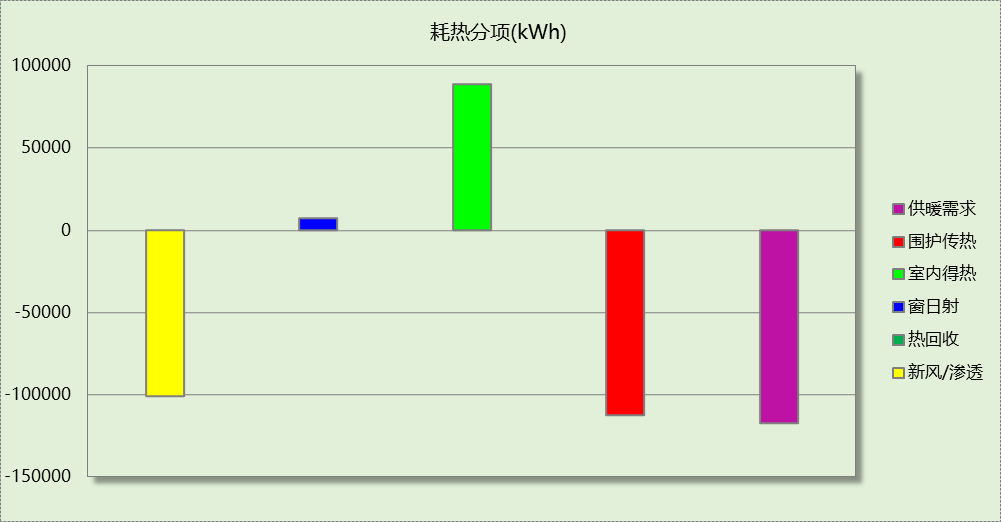 耗热分项(kWh)
100000
50000
0
-50000
-100000
-150000
供暖需求
围护传热
室内得热
窗日射
热回收
新风/渗透